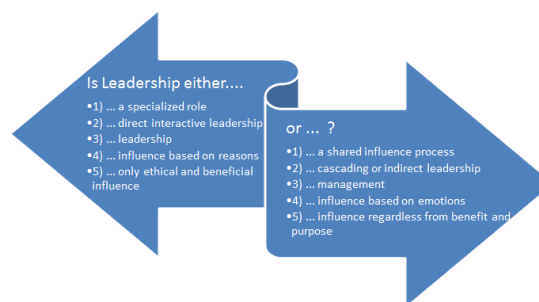 Is Leadership either....
•1) ... a specialized role
•2) ... direct interactive leadership
•3) ... leadership
•4) ... influence based on reasons
•5) ... only ethical and beneficial
influence
or ... ?
•1) ... a shared influence process
•2) ... cascading or indirect leadership
•3) ... management
•4) ... influence based on emotions
•5) ... influence regardless from benefit and
purpose